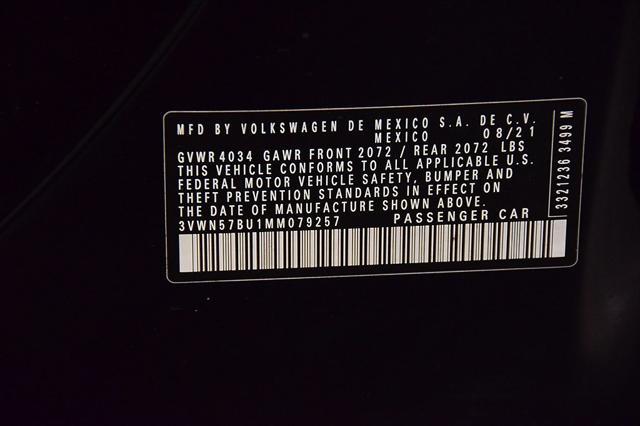 MFD BY VOLKSWAGEN DE MEXICO S.A. DE C.V.
MEXICO 08/21
GVWR 4034 GAWR FRONT 2072 / REAR 2072 LBS
THIS VEHICLE CONFORMS TO ALL APPLICABLE U.S.
FEDERAL MOTOR VEHICLE SAFETY, BUMPER AND
THEFT PREVENTION STANDARDS IN EFFECT ON
THE DATE OF MANUFACTURE SHOWN ABOVE.
3VWN57BU1MM079257 PASSENGER CAR
3321236 3499 M